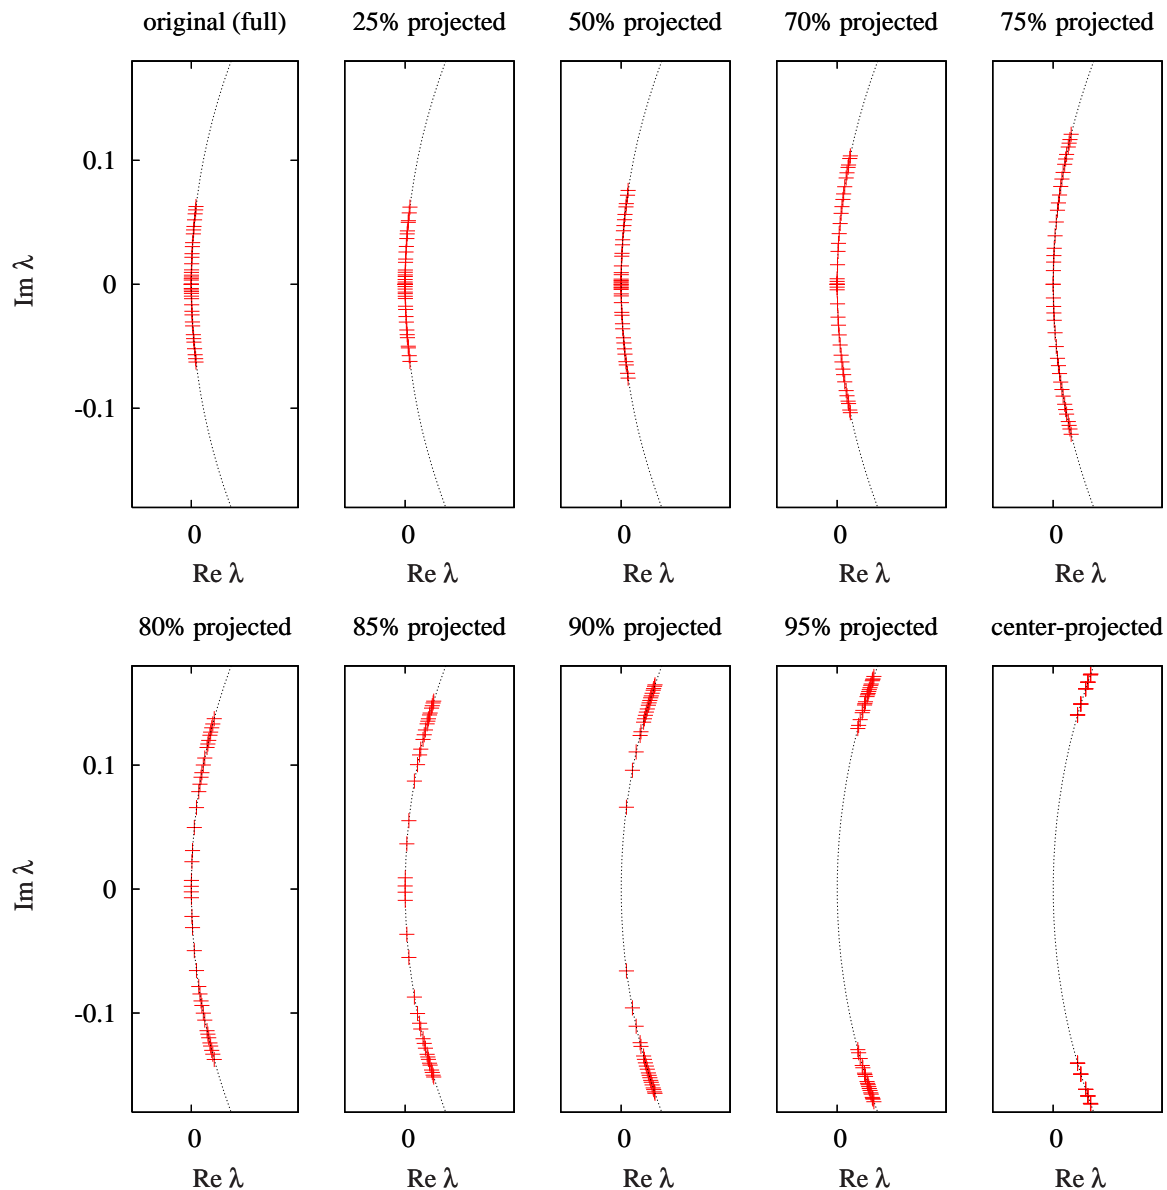 original (full) 25% projected 50% projected 70% projected 75% projected
0.1
Im λ
0
-0.1
0 0 0 0 0
Re λ Re λ Re λ Re λ Re λ
80% projected 85% projected 90% projected 95% projected center-projected
0.1
Im λ
0
-0.1
0 0 0 0 0
Re λ Re λ Re λ Re λ Re λ